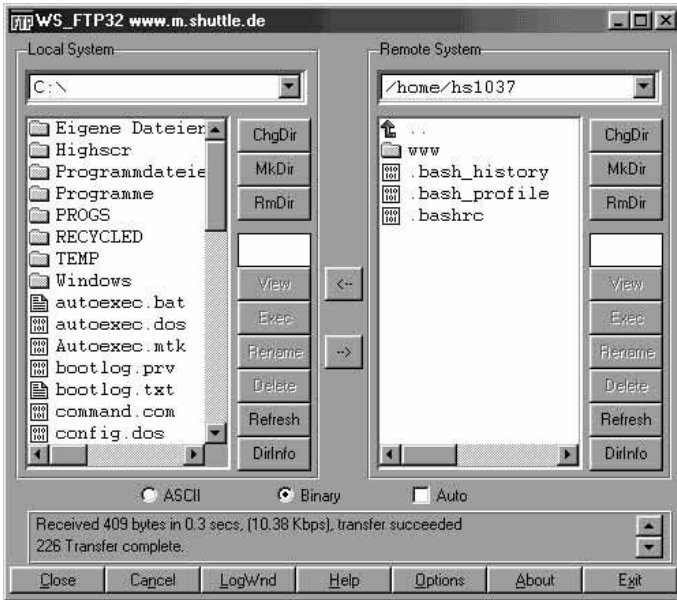 WS_FTP32 www.m.shuttle.de
Local System
C:\
Eigene Dateien
Highscr
Programmdateie
Programme
PROGS
RECYCLED
TEMP
Windows
autoexec.bat
autoexec.dos
Autoexec.mtk
bootlog.prv
bootlog.txt
command.com
config.dos
ChgDir
MkDir
RmDir
View
Exec
Rename
Delete
Refresh
DirInfo
<--
-->
Remote System
/home/hs1037
..
www
.bash_history
.bash_profile
.bashrc
ChgDir
MkDir
RmDir
View
Exec
Rename
Delete
Refresh
DirInfo
ASCII Binary Auto
Received 409 bytes in 0.3 secs, (10.38 Kbps), transfer succeeded
226 Transfer complete.
Close Cancel LogWnd Help Options About Exit